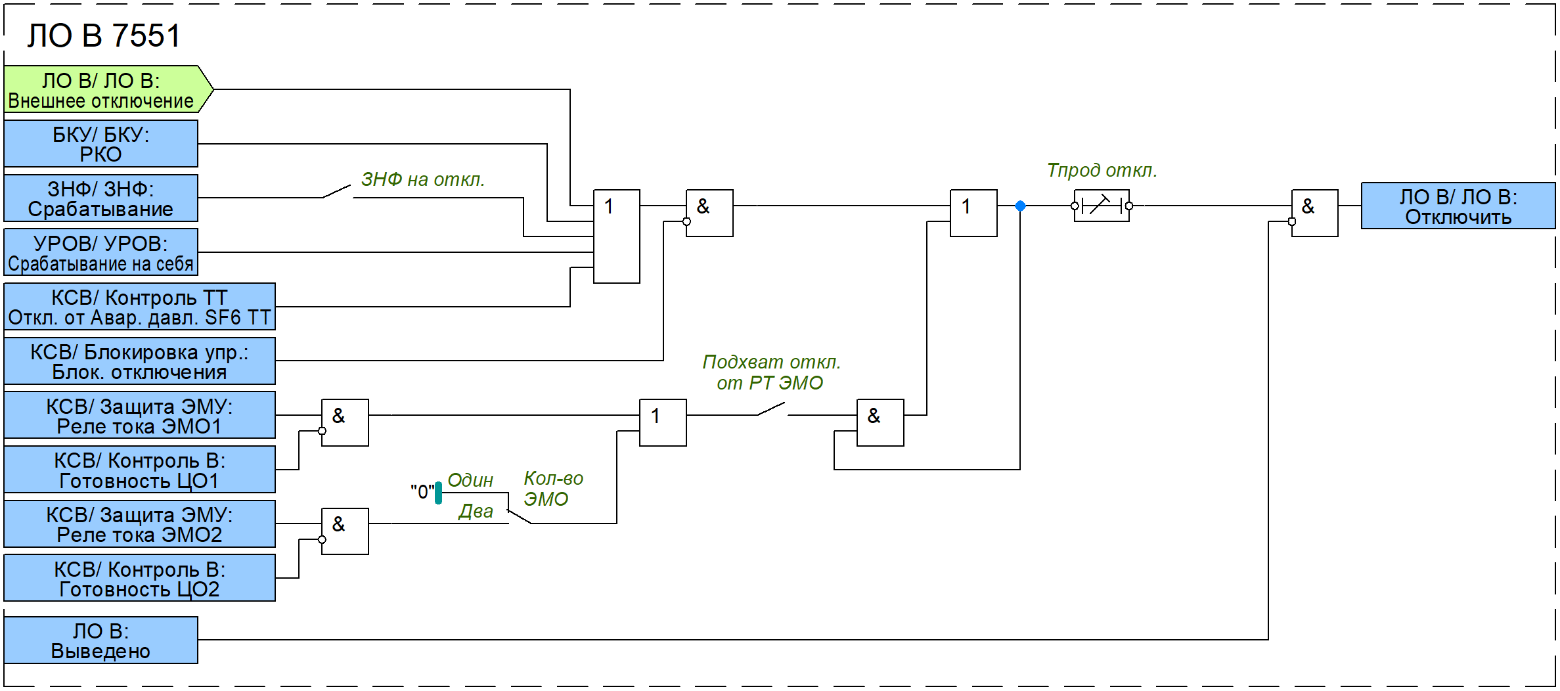 ЛО В 7551
ЛО В/ ЛО В:
Внешнее отключение
БКУ/ БКУ:
РКО
ЗНФ/ ЗНФ:
Срабатывание
ЗНФ на откл.
УРОВ/ УРОВ:
Срабатывание на себя
1
&
1
Тпрод откл.
&
ЛО В/ ЛО В:
Отключить
КСВ/ Контроль ТТ
Откл. от Авар. давл. SF6 ТТ
КСВ/ Блокировка упр.:
Блок. отключения
КСВ/ Защита ЭМУ:
Реле тока ЭМО1
&
1
Подхват откл.
от РТ ЭМО
&
КСВ/ Контроль В:
Готовность ЦО1
"0"
Один
Два
Кол-во
ЭМО
КСВ/ Защита ЭМУ:
Реле тока ЭМО2
&
КСВ/ Контроль В:
Готовность ЦО2
ЛО В:
Выведено